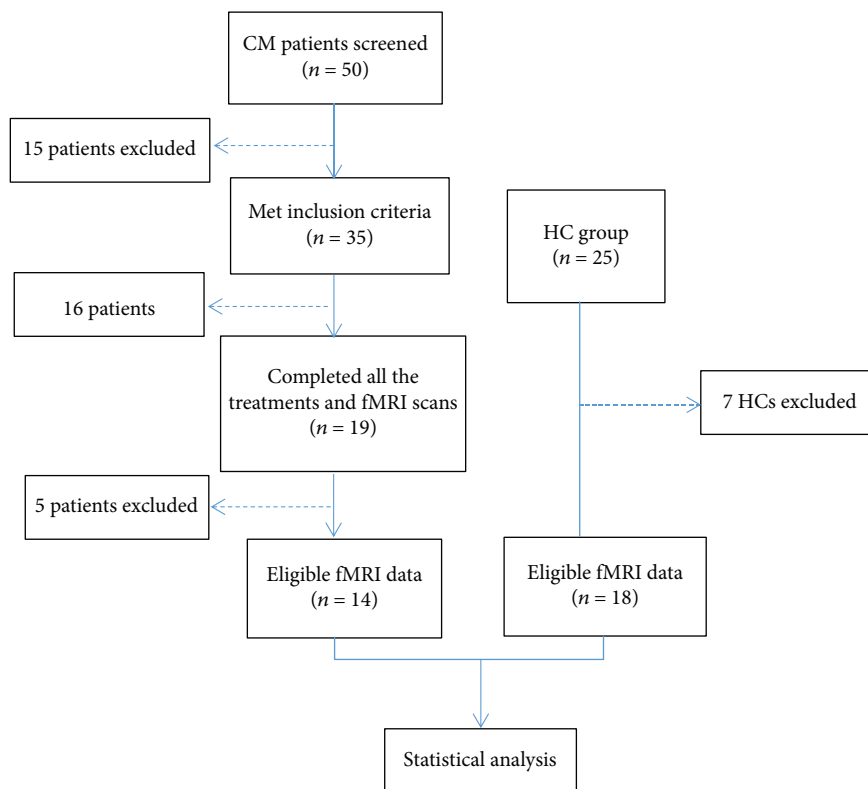 CM patients screened
(n = 50)
15 patients excluded
Met inclusion criteria
(n = 35)
HC group
(n = 25)
16 patients
Completed all the
treatments and fMRI scans
(n = 19)
7 HCs excluded
5 patients excluded
Eligible fMRI data
(n = 14)
Eligible fMRI data
(n = 18)
Statistical analysis